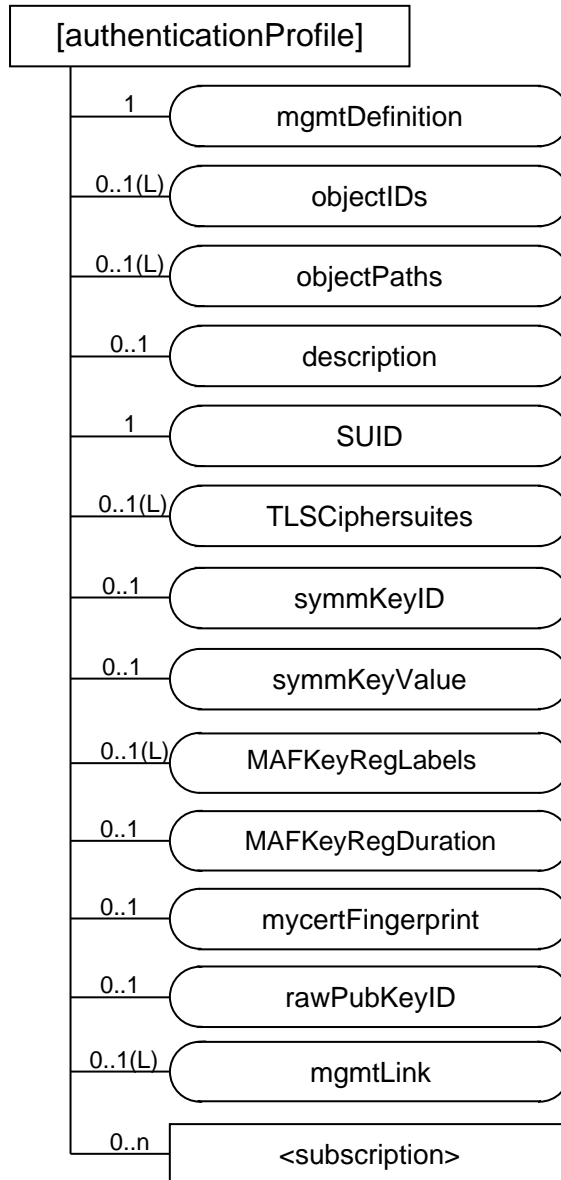 [authenticationProfile]
1 mgmtDefinition
0..1(L) objectIDs
0..1(L) objectPaths
0..1 description
1 SUID
0..1(L) TLSCiphersuites
0..1 symmKeyID
0..1 symmKeyValue
0..1(L) MAFKeyRegLabels
0..1 MAFKeyRegDuration
0..1 mycertFingerprint
0..1 rawPubKeyID
0..1(L) mgmtLink
0..n <subscription>